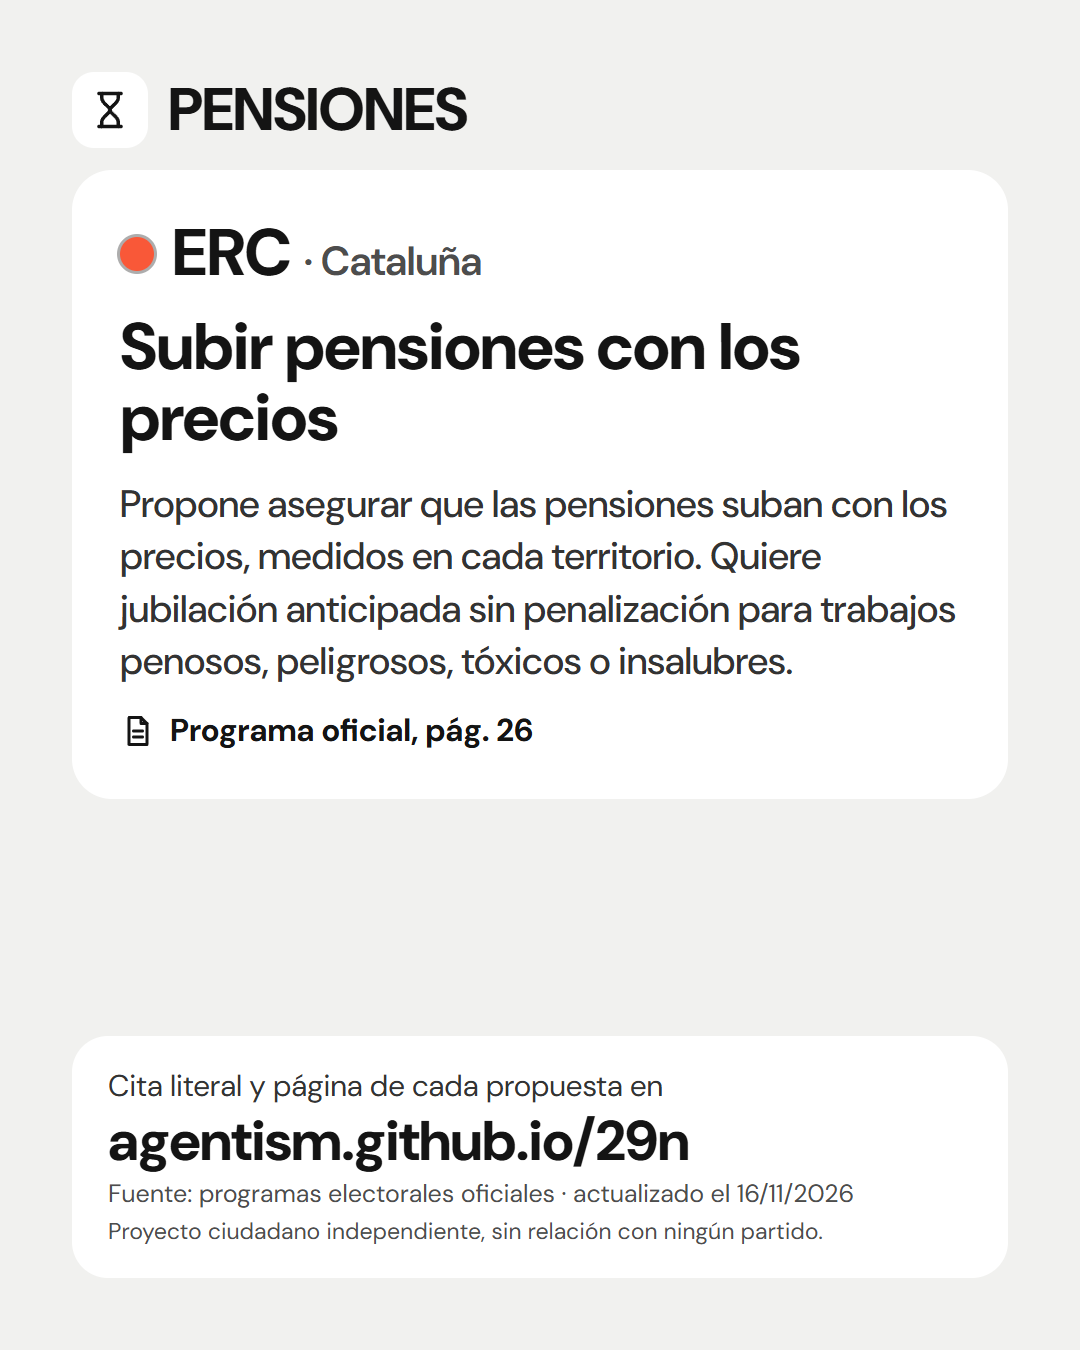 PENSIONES
ERC · Cataluña
Subir pensiones con los
precios
Propone asegurar que las pensiones suban con los
precios, medidos en cada territorio. Quiere
jubilación anticipada sin penalización para trabajos
penosos, peligrosos, tóxicos o insalubres.
Programa oficial, pág. 26
Cita literal y página de cada propuesta en
agentism.github.io/29n
Fuente: programas electorales oficiales · actualizado el 16/11/2026
Proyecto ciudadano independiente, sin relación con ningún partido.